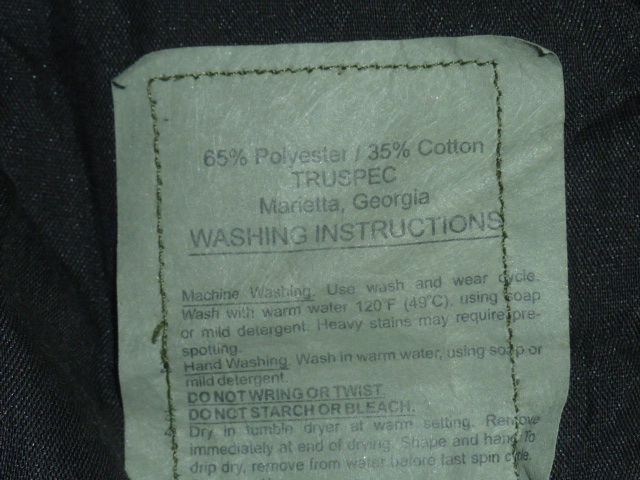 65% Polyester / 35% Cotton
TRUSPEC
Marietta, Georgia
WASHING INSTRUCTIONS
Machine Washing. Use wash and wear cycle.
Wash with warm water 120°F (49°C), using soap
or mild detergent. Heavy stains may require pre-
spotting.
Hand Washing. Wash in warm water, using soap or
mild detergent.
DO NOT WRING OR TWIST.
DO NOT STARCH OR BLEACH.
Dry in tumble dryer at warm setting. Remove
immediately at end of drying. Shape and hang. To
drip dry, remove from water before last spin cycle.